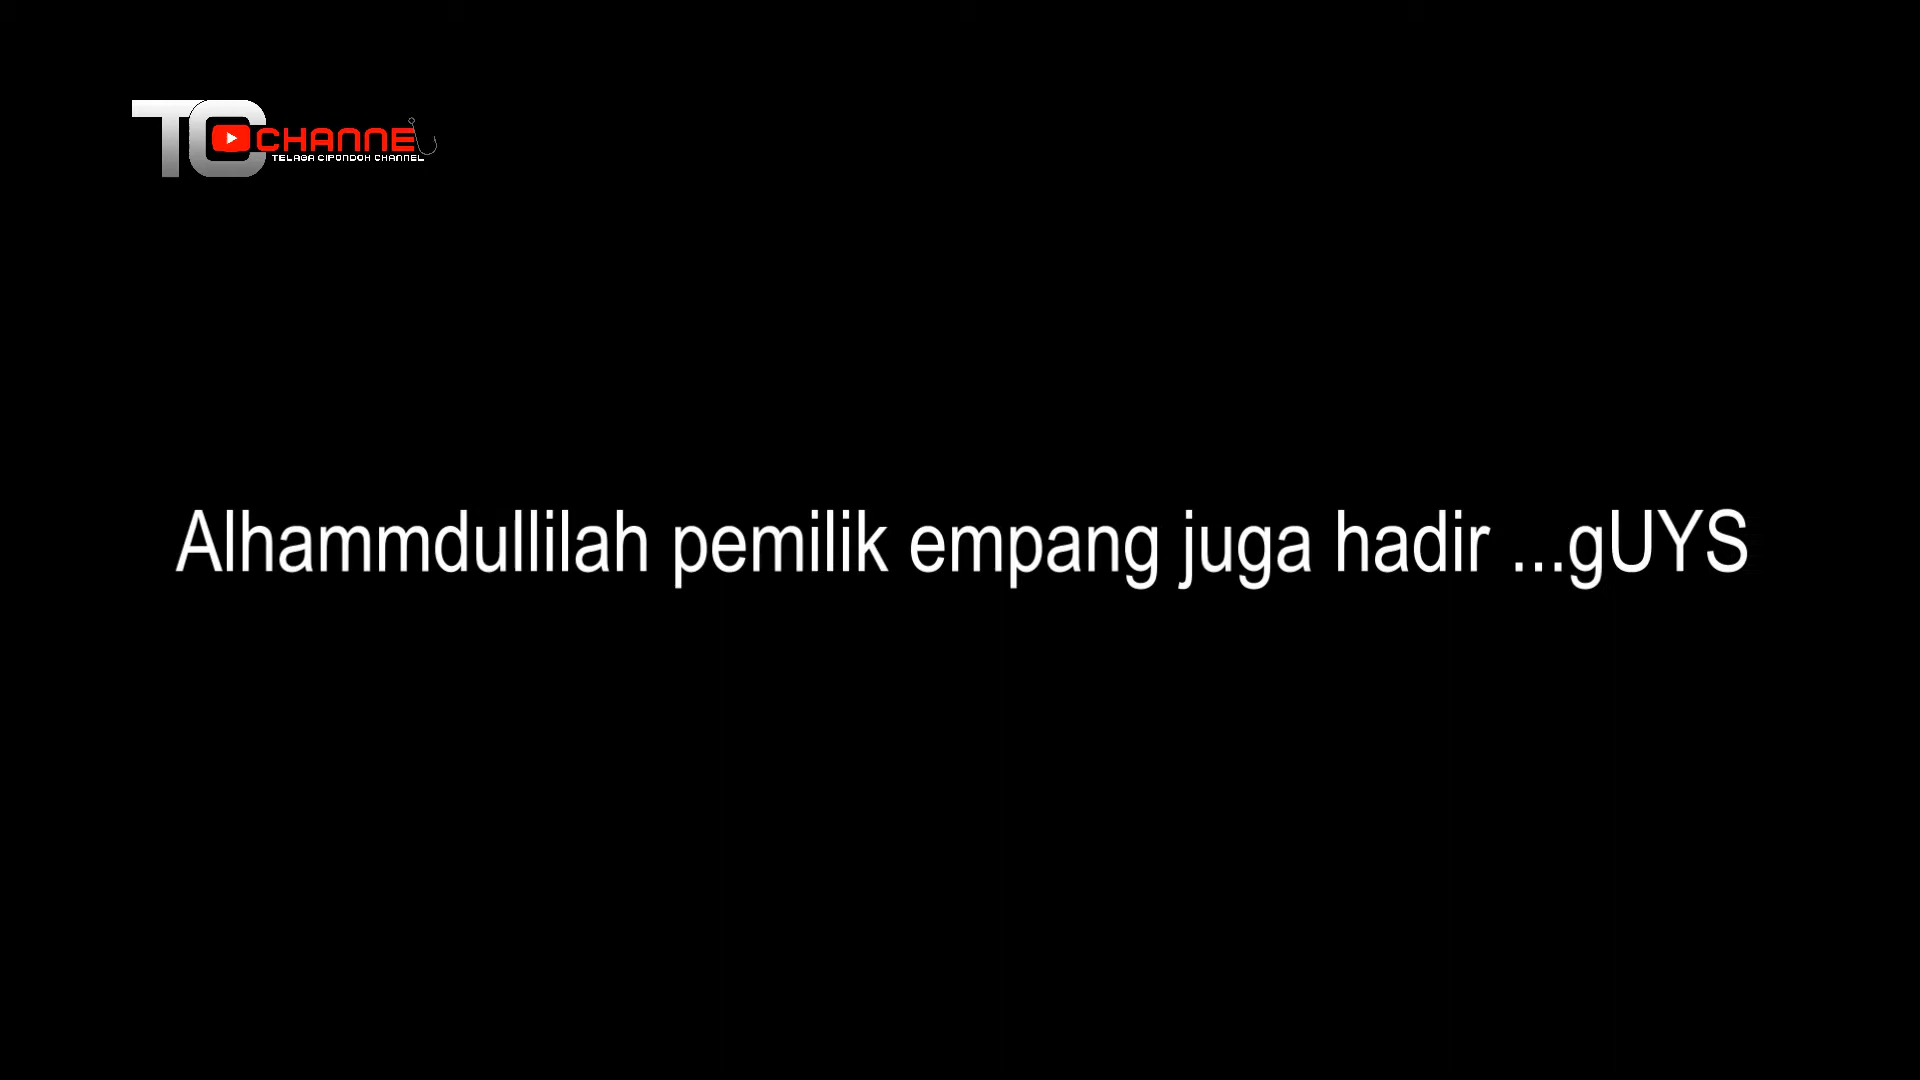 TC CHANNEL
TELAGA CIPONDOH CHANNEL
Alhammdullilah pemilik empang juga hadir ...gUYS